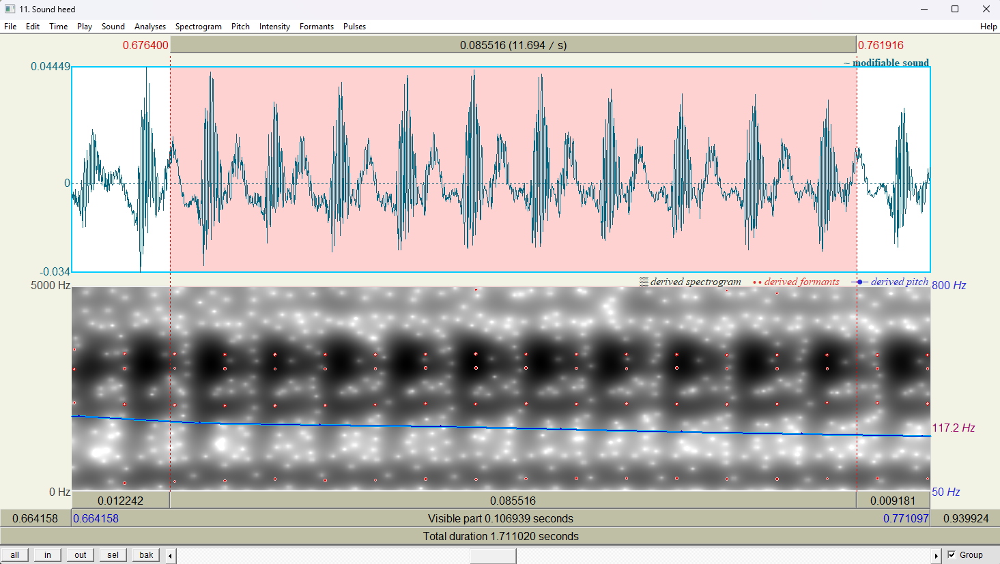 11. Sound heed
File Edit Time Play Sound Analyses Spectrogram Pitch Intensity Formants Pulses Help
0.676400 0.085516 (11.694 / s) 0.761916
~ modifiable sound
0.04449
0
-0.034
derived spectrogram derived formants derived pitch
5000 Hz 800 Hz
117.2 Hz
0 Hz 50 Hz
0.012242 0.085516 0.009181
0.664158 0.664158 Visible part 0.106939 seconds 0.771097 0.939924
Total duration 1.711020 seconds
all in out sel bak Group